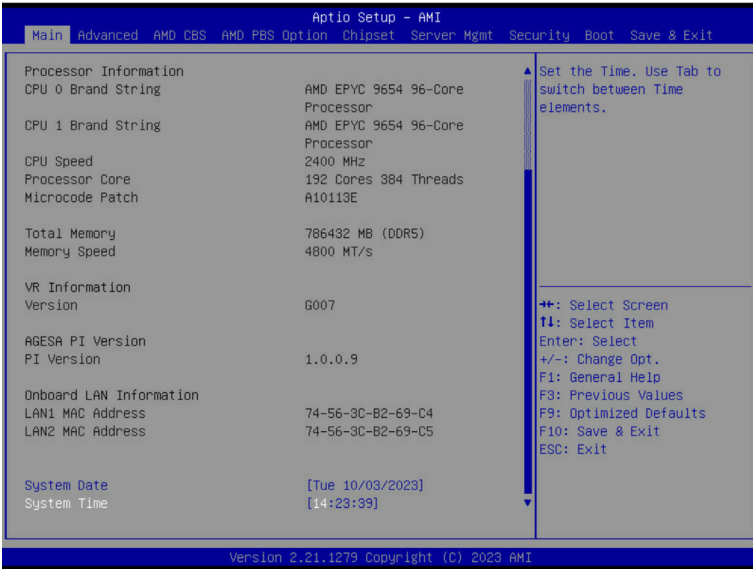 Aptio Setup - AMI
Main Advanced AMD CBS AMD PBS Option Chipset Server Mgmt Security Boot Save & Exit
Processor Information
CPU 0 Brand String AMD EPYC 9654 96-Core
Processor
CPU 1 Brand String AMD EPYC 9654 96-Core
Processor
CPU Speed 2400 MHz
Processor Core 192 Cores 384 Threads
Microcode Patch A10113E
Total Memory 786432 MB (DDR5)
Memory Speed 4800 MT/s
VR Information
Version G007
AGESA PI Version
PI Version 1.0.0.9
Onboard LAN Information
LAN1 MAC Address 74-56-3C-B2-69-C4
LAN2 MAC Address 74-56-3C-B2-69-C5
System Date [Tue 10/03/2023]
System Time [14:23:39]
Set the Time. Use Tab to
switch between Time
elements.
→←: Select Screen
↑↓: Select Item
Enter: Select
+/-: Change Opt.
F1: General Help
F3: Previous Values
F9: Optimized Defaults
F10: Save & Exit
ESC: Exit
Version 2.21.1279 Copyright (C) 2023 AMI